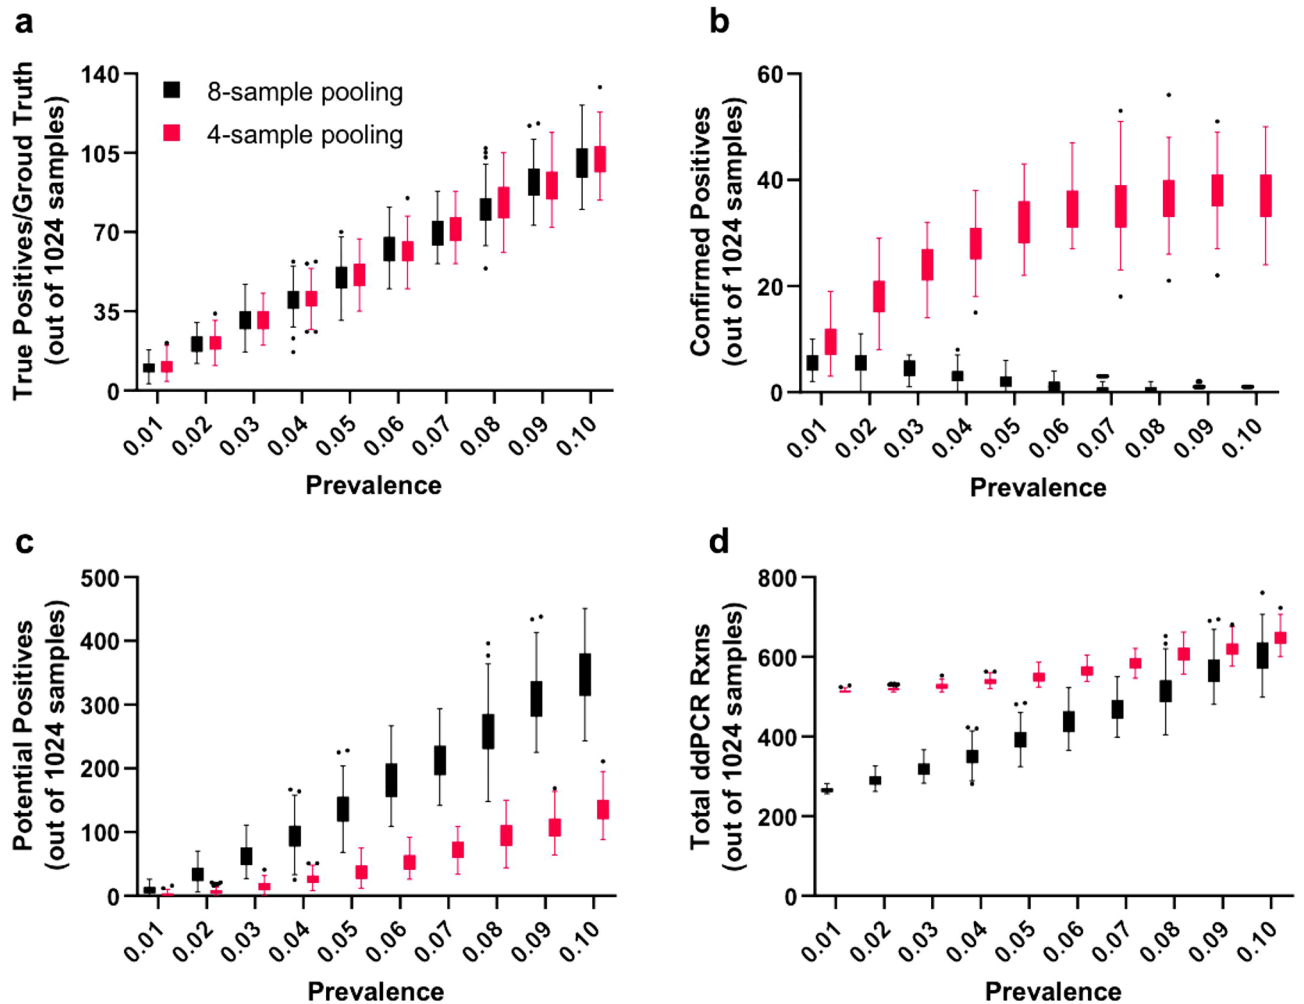 a
True Positives/Groud Truth
(out of 1024 samples)
140
105
70
35
0
8-sample pooling
4-sample pooling
0.01 0.02 0.03 0.04 0.05 0.06 0.07 0.08 0.09 0.10
Prevalence
b
Confirmed Positives
(out of 1024 samples)
60
40
20
0
0.01 0.02 0.03 0.04 0.05 0.06 0.07 0.08 0.09 0.10
Prevalence
c
Potential Positives
(out of 1024 samples)
500
400
300
200
100
0
0.01 0.02 0.03 0.04 0.05 0.06 0.07 0.08 0.09 0.10
Prevalence
d
Total ddPCR Rxns
(out of 1024 samples)
800
600
400
200
0
0.01 0.02 0.03 0.04 0.05 0.06 0.07 0.08 0.09 0.10
Prevalence